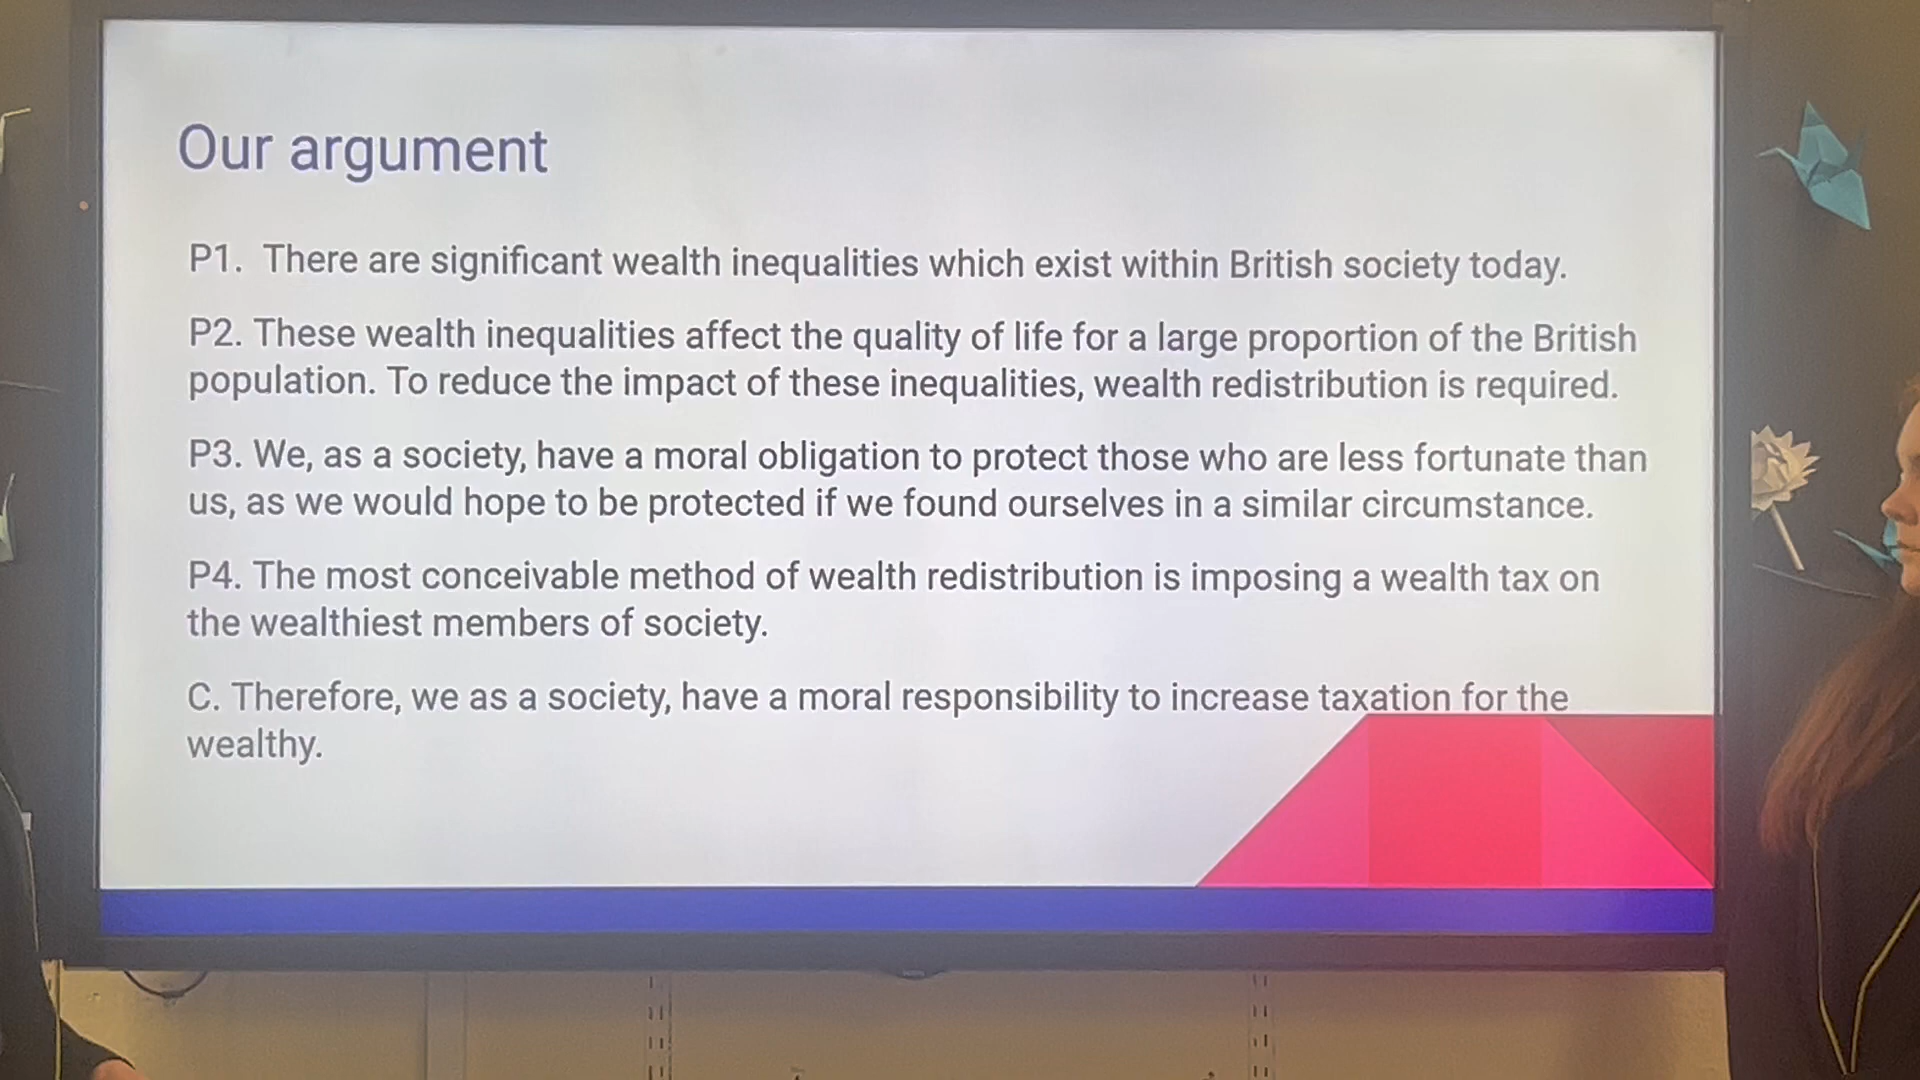 Our argument
P1. There are significant wealth inequalities which exist within British society today.
P2. These wealth inequalities affect the quality of life for a large proportion of the British
population. To reduce the impact of these inequalities, wealth redistribution is required.
P3. We, as a society, have a moral obligation to protect those who are less fortunate than
us, as we would hope to be protected if we found ourselves in a similar circumstance.
P4. The most conceivable method of wealth redistribution is imposing a wealth tax on
the wealthiest members of society.
C. Therefore, we as a society, have a moral responsibility to increase taxation for the
wealthy.